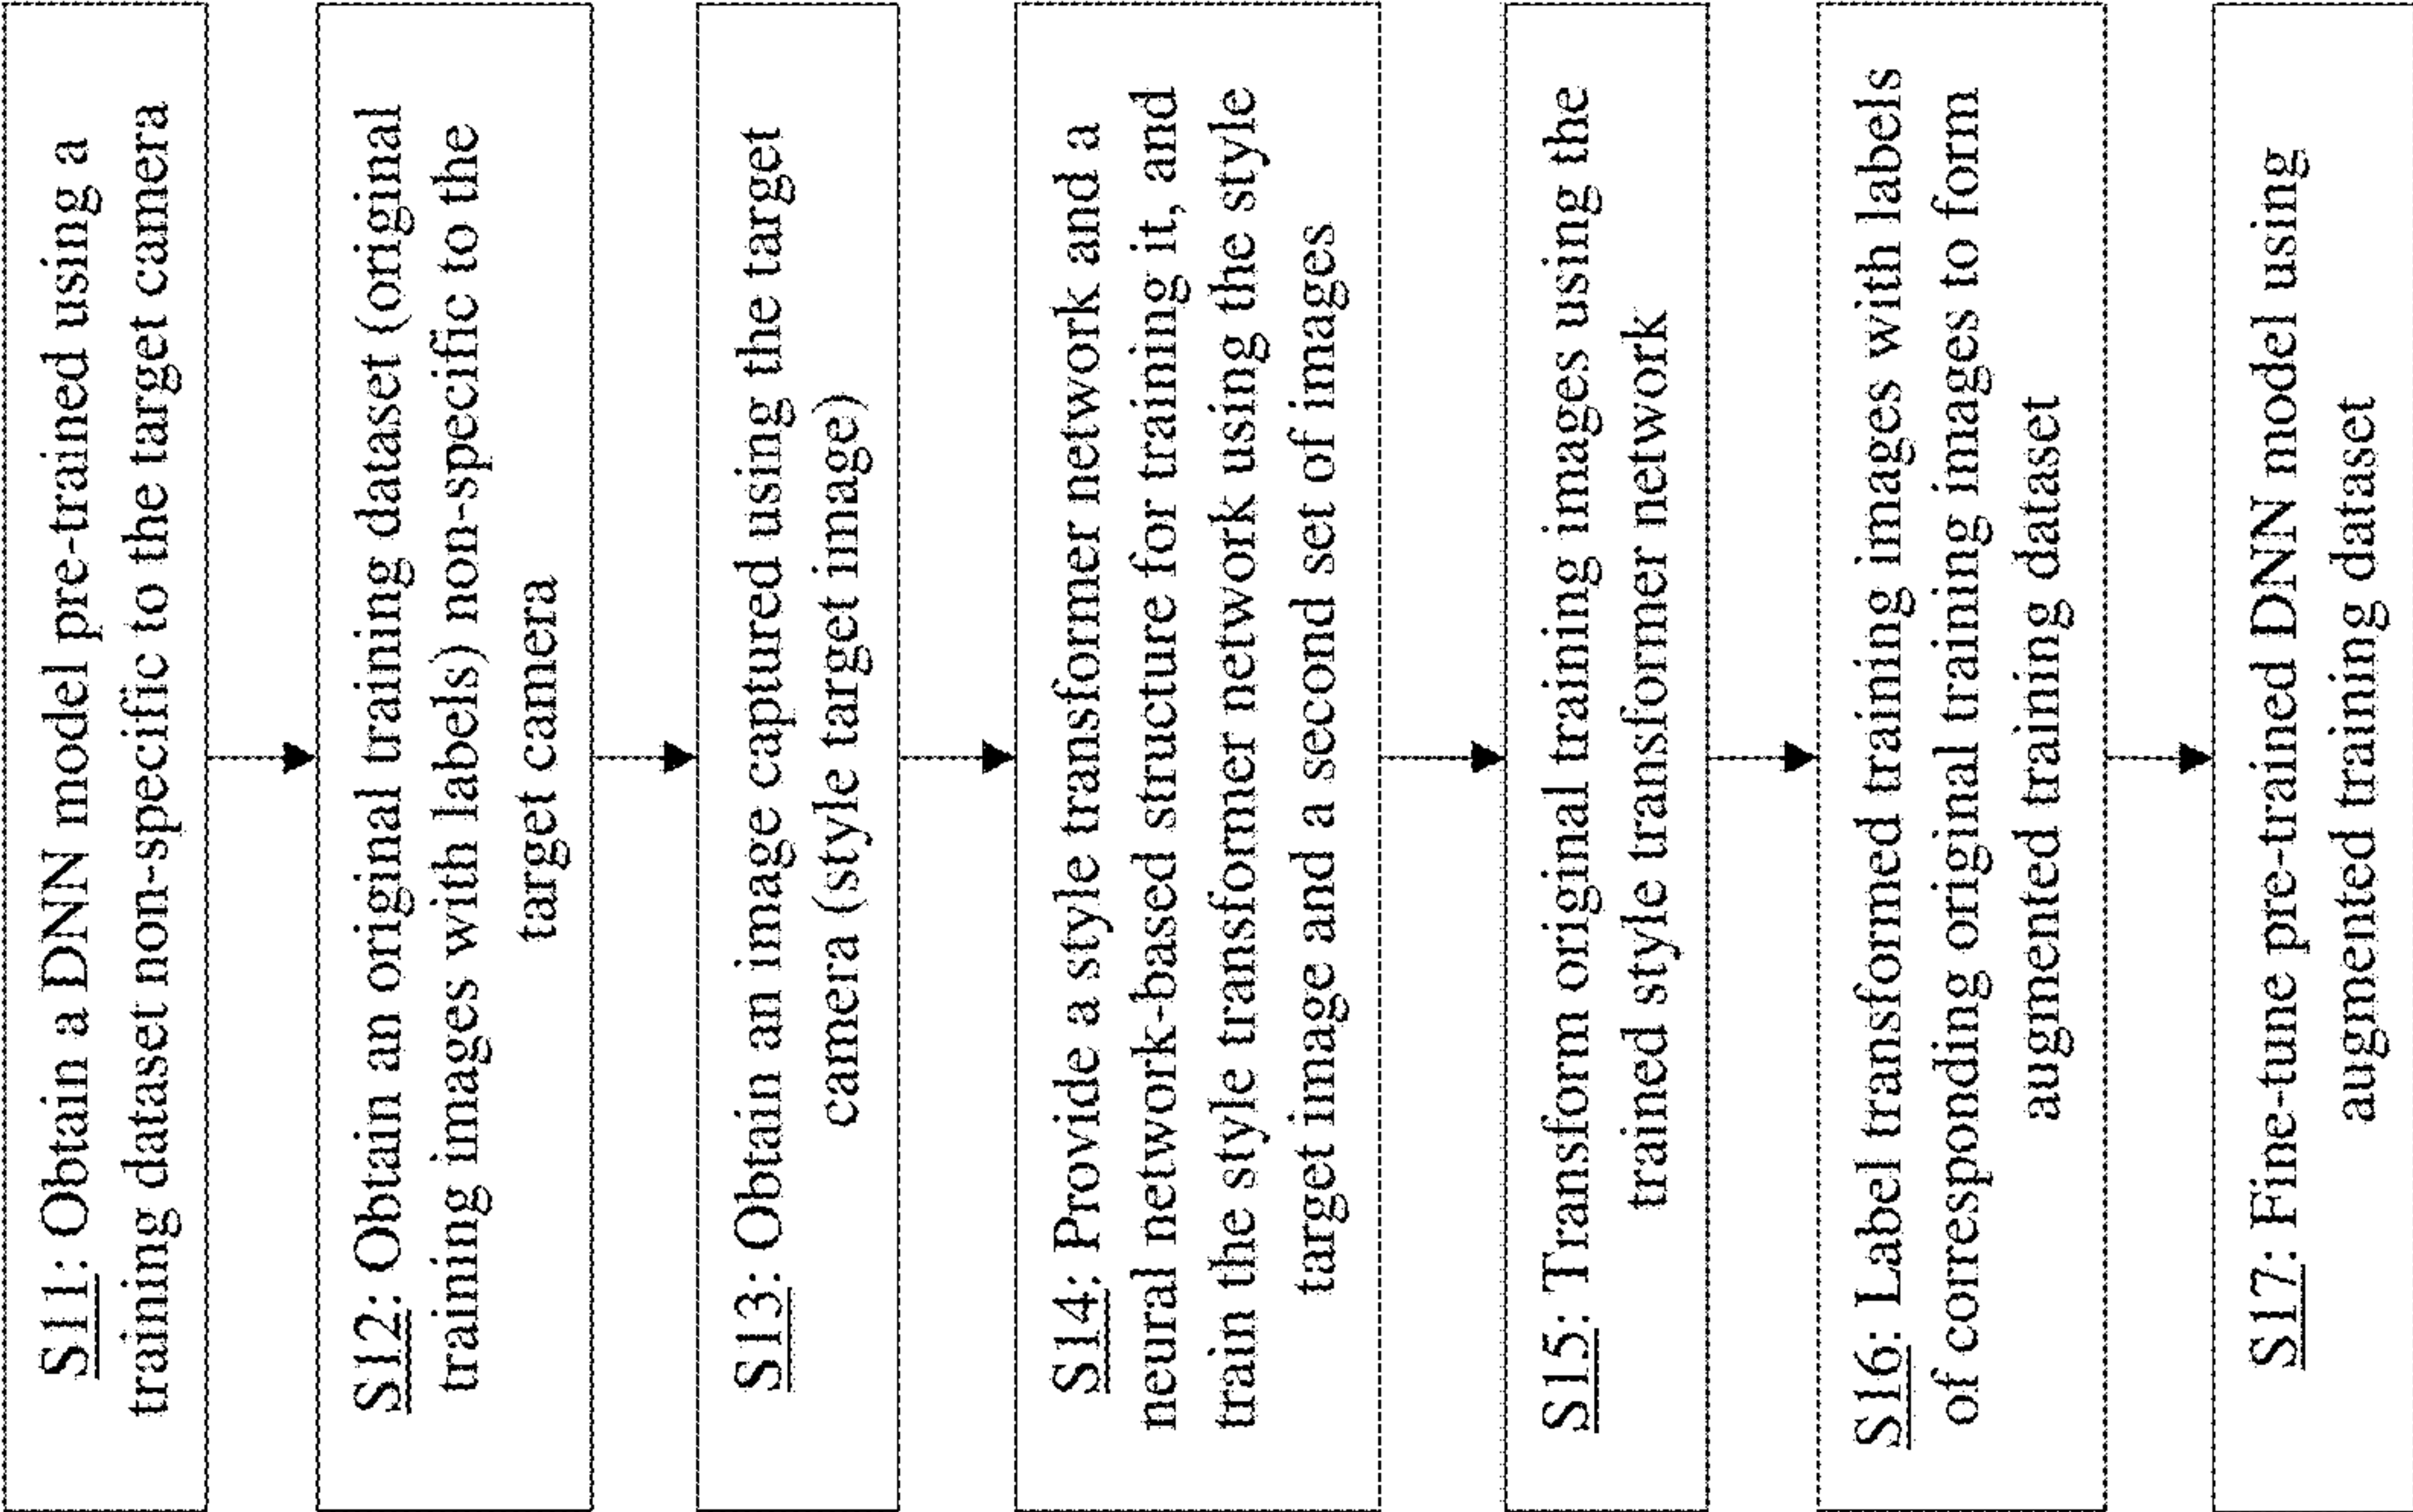 S11: Obtain a DNN model pre-trained using a
training dataset non-specific to the target camera
S12: Obtain an original training dataset (original
training images with labels) non-specific to the
target camera
S13: Obtain an image captured using the target
camera (style target image)
S14: Provide a style transformer network and a
neural network-based structure for training it, and
train the style transformer network using the style
target image and a second set of images
S15: Transform original training images using the
trained style transformer network
S16: Label transformed training images with labels
of corresponding original training images to form
augmented training dataset
S17: Fine-tune pre-trained DNN model using
augmented training dataset